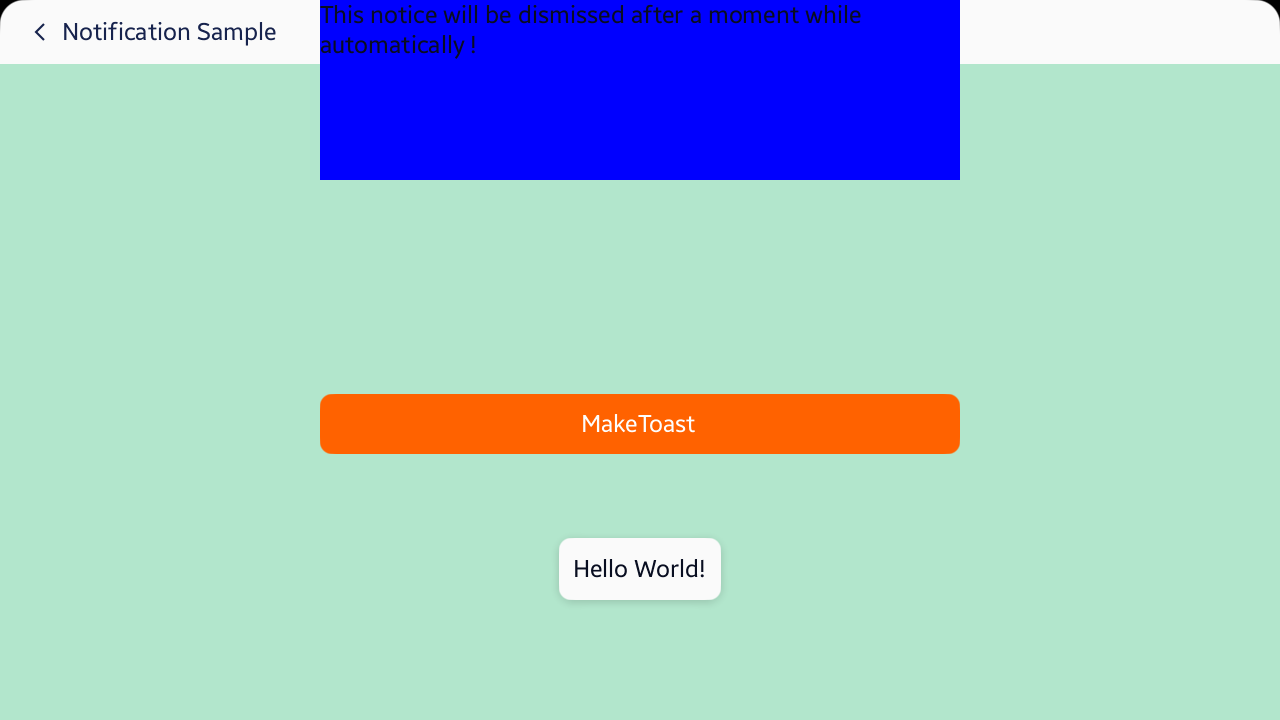 Notification Sample
This notice will be dismissed after a moment while
automatically !
MakeToast
Hello World!